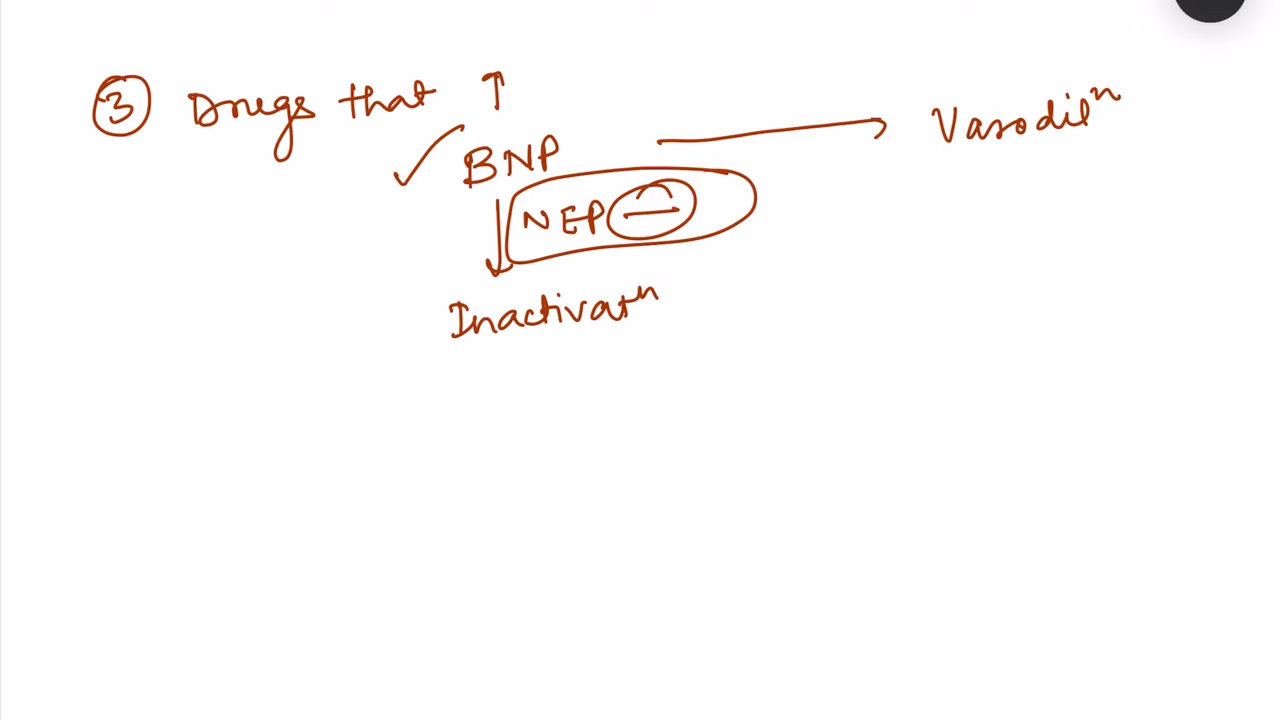 ③ Drugs that ↑
✓ BNP → Vasodilⁿ
↓ NEP ⊖
Inactivatⁿ